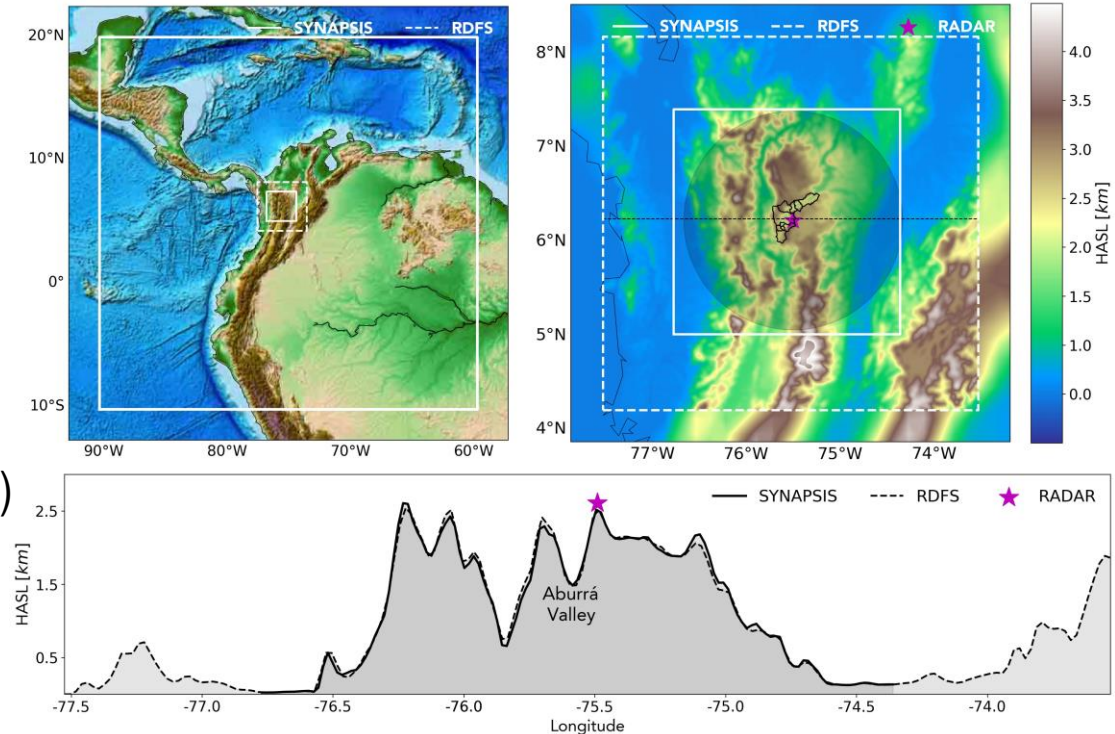 SYNAPSIS RDFS
20°N
10°N
0°
10°S
90°W 80°W 70°W 60°W
SYNAPSIS RDFS RADAR
8°N
7°N
6°N
5°N
4°N
77°W 76°W 75°W 74°W
4.0
3.5
3.0
2.5
2.0
1.5
1.0
0.0
HASL [km]
)
SYNAPSIS RDFS RADAR
HASL [km]
2.5
1.5
0.5
Aburrá
Valley
-77.5 -77.0 -76.5 -76.0 -75.5 -75.0 -74.5 -74.0
Longitude